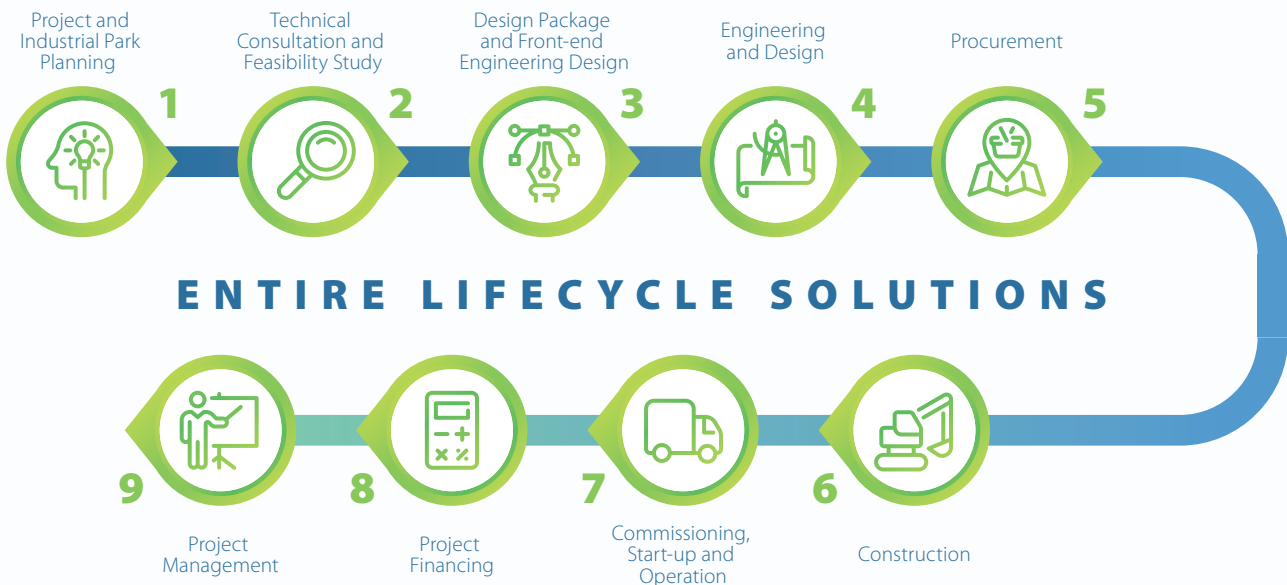 Project and
Industrial Park
Planning
1
Technical
Consultation and
Feasibility Study
2
Design Package
and Front-end
Engineering Design
3
Engineering
and Design
4
Procurement
5
ENTIRE LIFECYCLE SOLUTIONS
6
Construction
7
Commissioning,
Start-up and
Operation
8
Project
Financing
9
Project
Management